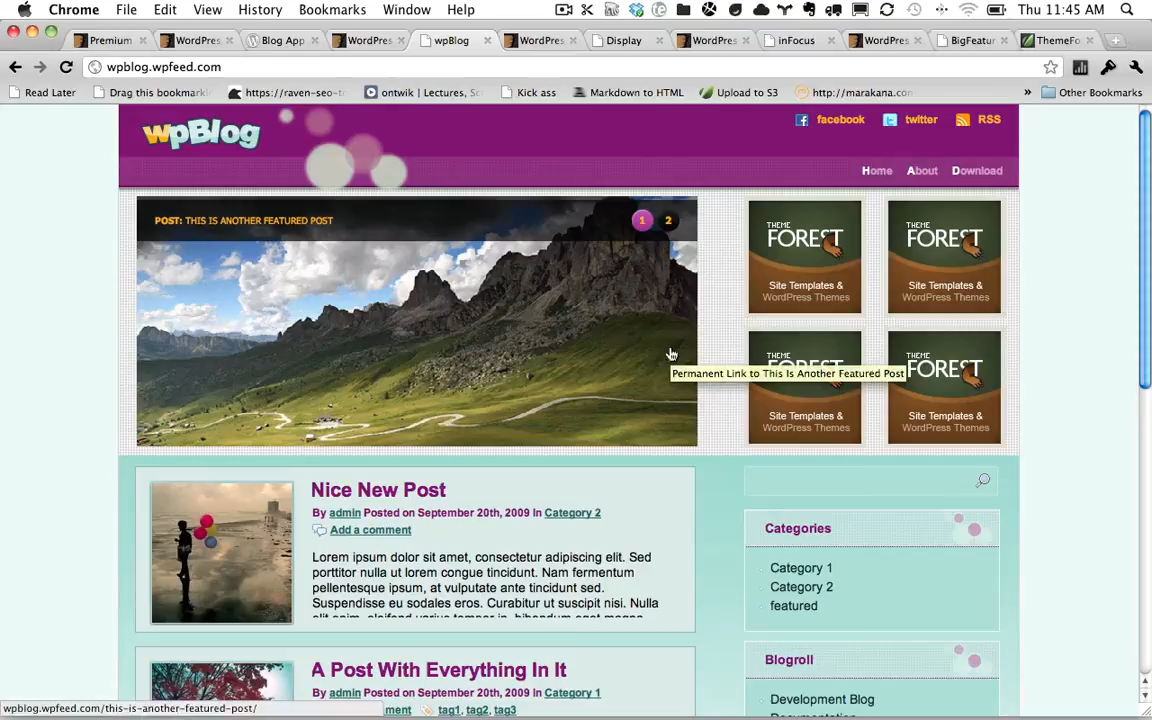 Chrome File Edit View History Bookmarks Window Help Thu 11:45 AM
Premium WordPres Blog App WordPres wpBlog WordPres Display WordPres inFocus WordPres BigFeatur ThemeFo
wpblog.wpfeed.com
Read Later Drag this bookmarkl https://raven-seo-to ontwik | Lectures, Sc Kick ass Markdown to HTML Upload to S3 http://marakana.con » Other Bookmarks
wpBlog
facebook twitter RSS
Home About Download
POST: THIS IS ANOTHER FEATURED POST 1 2
THEME FOREST
Site Templates &
WordPress Themes
THEME FOREST
Site Templates &
WordPress Themes
Permanent Link to This Is Another Featured Post
THEME FOREST
Site Templates &
WordPress Themes
THEME FOREST
Site Templates &
WordPress Themes
Nice New Post
By admin Posted on September 20th, 2009 In Category 2
Add a comment
Lorem ipsum dolor sit amet, consectetur adipiscing elit. Sed
porttitor nulla ut lorem congue tincidunt. Nam fermentum
pellentesque ipsum, at vulputate ante tincidunt sed.
Suspendisse eu sodales eros. Curabitur ut suscipit nisi. Nulla
Categories
Category 1
Category 2
featured
A Post With Everything In It
By admin Posted on September 20th, 2009 In Category 1
ment tag1, tag2, tag3
Blogroll
Development Blog
wpblog.wpfeed.com/this-is-another-featured-post/